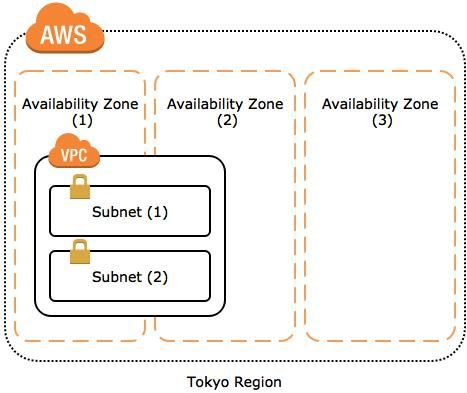 AWS
Availability Zone
(1)
Availability Zone
(2)
Availability Zone
(3)
VPC
Subnet (1)
Subnet (2)
Tokyo Region